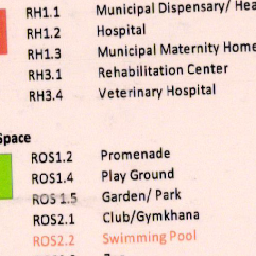 RH1.1 Municipal Dispensary/ Hea
RH1.2 Hospital
RH1.3 Municipal Maternity Home
RH3.1 Rehabilitation Center
RH3.4 Veterinary Hospital
Space
ROS1.2 Promenade
ROS1.4 Play Ground
ROS 1.5 Garden/ Park
ROS2.1 Club/Gymkhana
ROS2.2 Swimming Pool